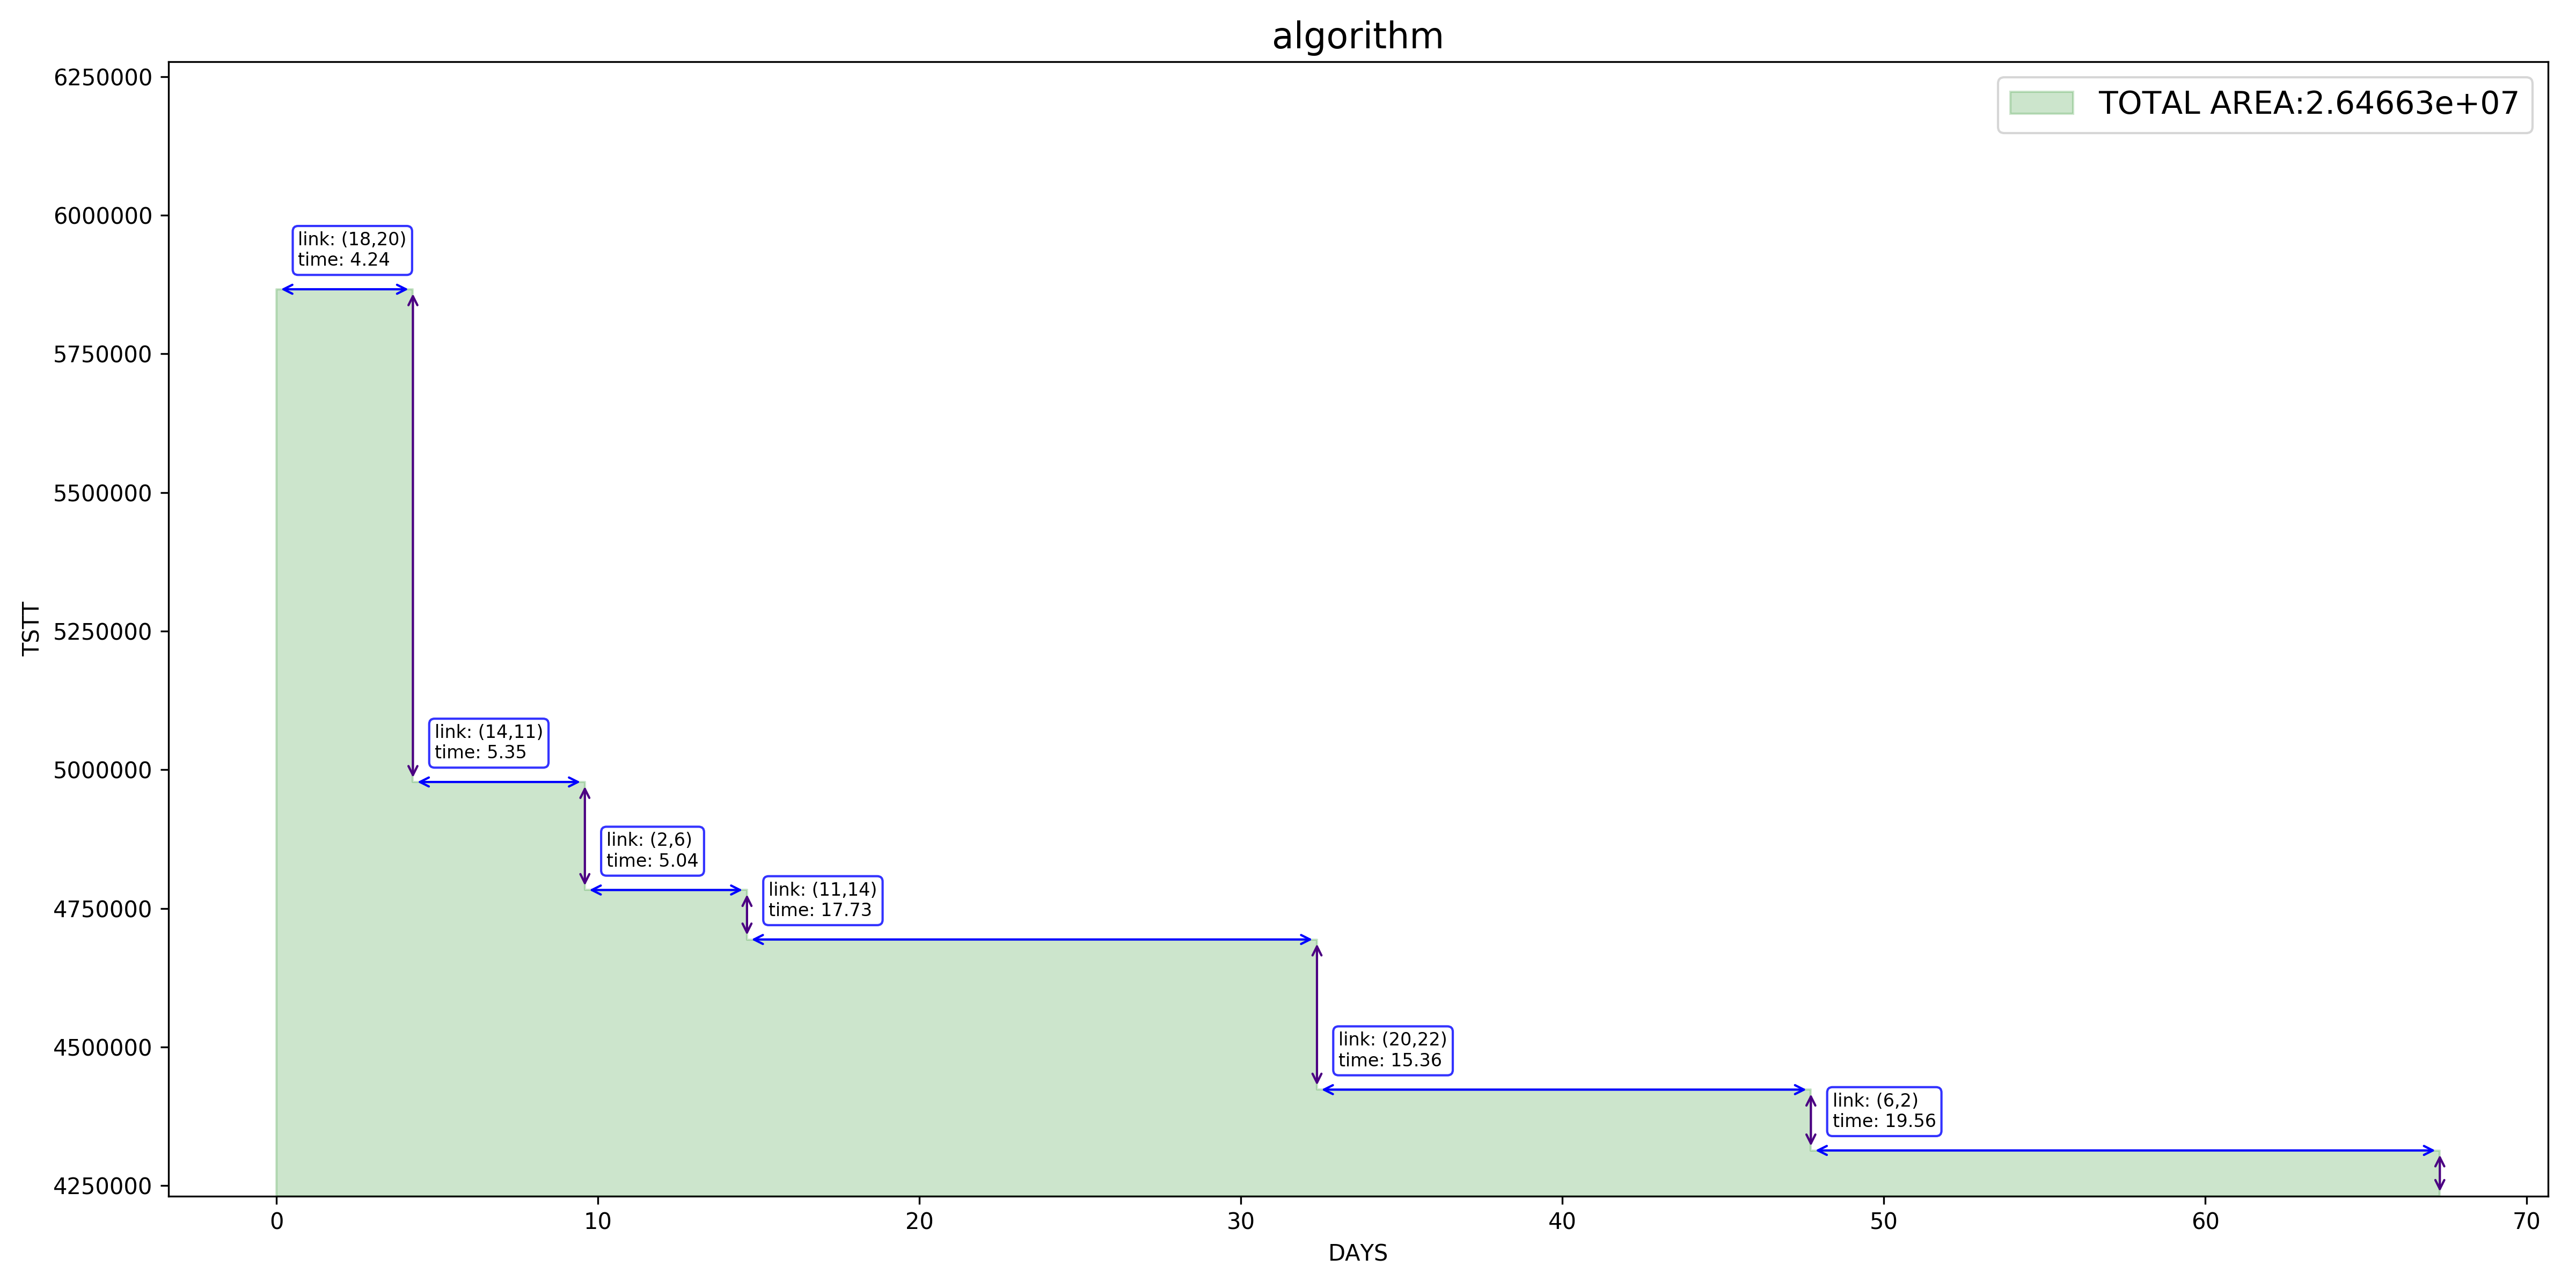 algorithm
TOTAL AREA:2.64663e+07
6250000
6000000
5750000
5500000
5250000
5000000
4750000
4500000
4250000
TSTT
link: (18,20)
time: 4.24
link: (14,11)
time: 5.35
link: (2,6)
time: 5.04
link: (11,14)
time: 17.73
link: (20,22)
time: 15.36
link: (6,2)
time: 19.56
0 10 20 30 40 50 60 70
DAYS